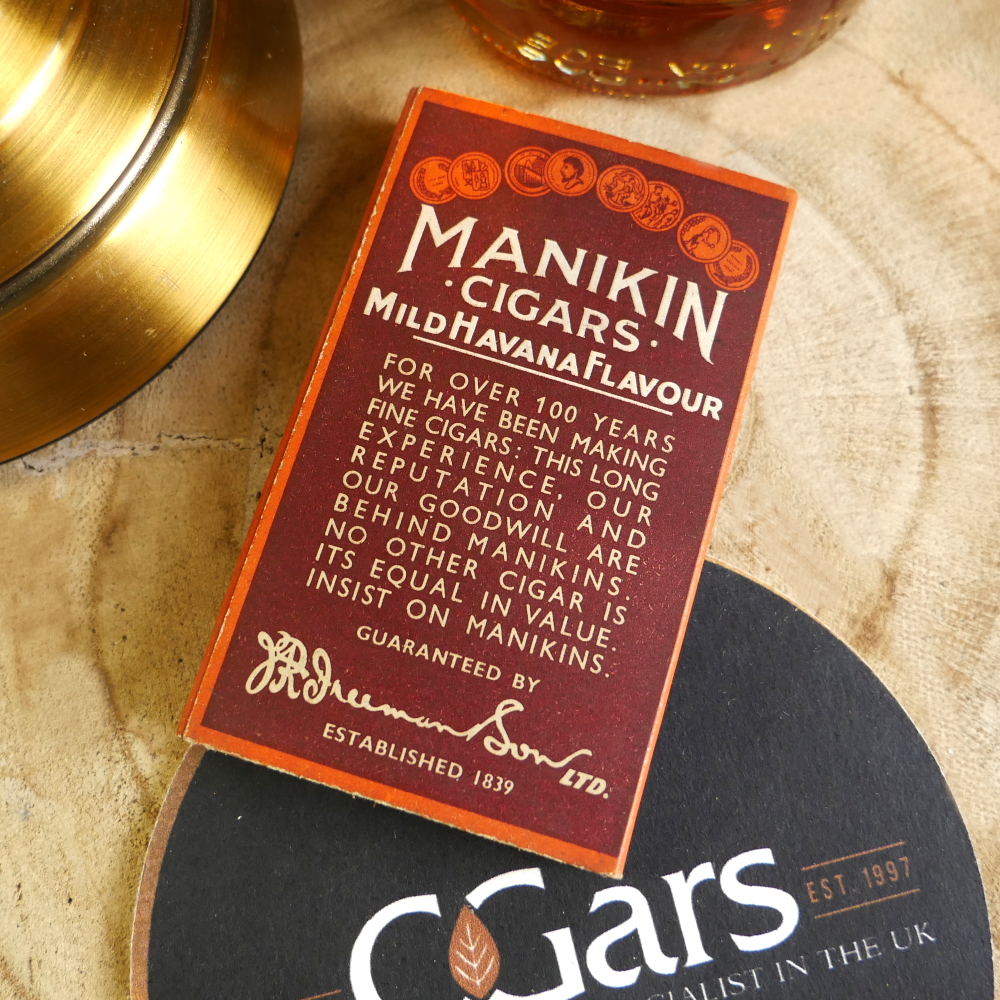 MANIKIN
·CIGARS·
MILD HAVANA FLAVOUR
FOR OVER 100 YEARS
WE HAVE BEEN MAKING
FINE CIGARS: THIS LONG
EXPERIENCE, OUR
REPUTATION AND
OUR GOODWILL ARE
BEHIND MANIKINS.
NO OTHER CIGAR IS
ITS EQUAL IN VALUE.
INSIST ON MANIKINS.
GUARANTEED BY
JR Freeman Son LTD.
ESTABLISHED 1839
CGars
EST. 1997
IN THE UK